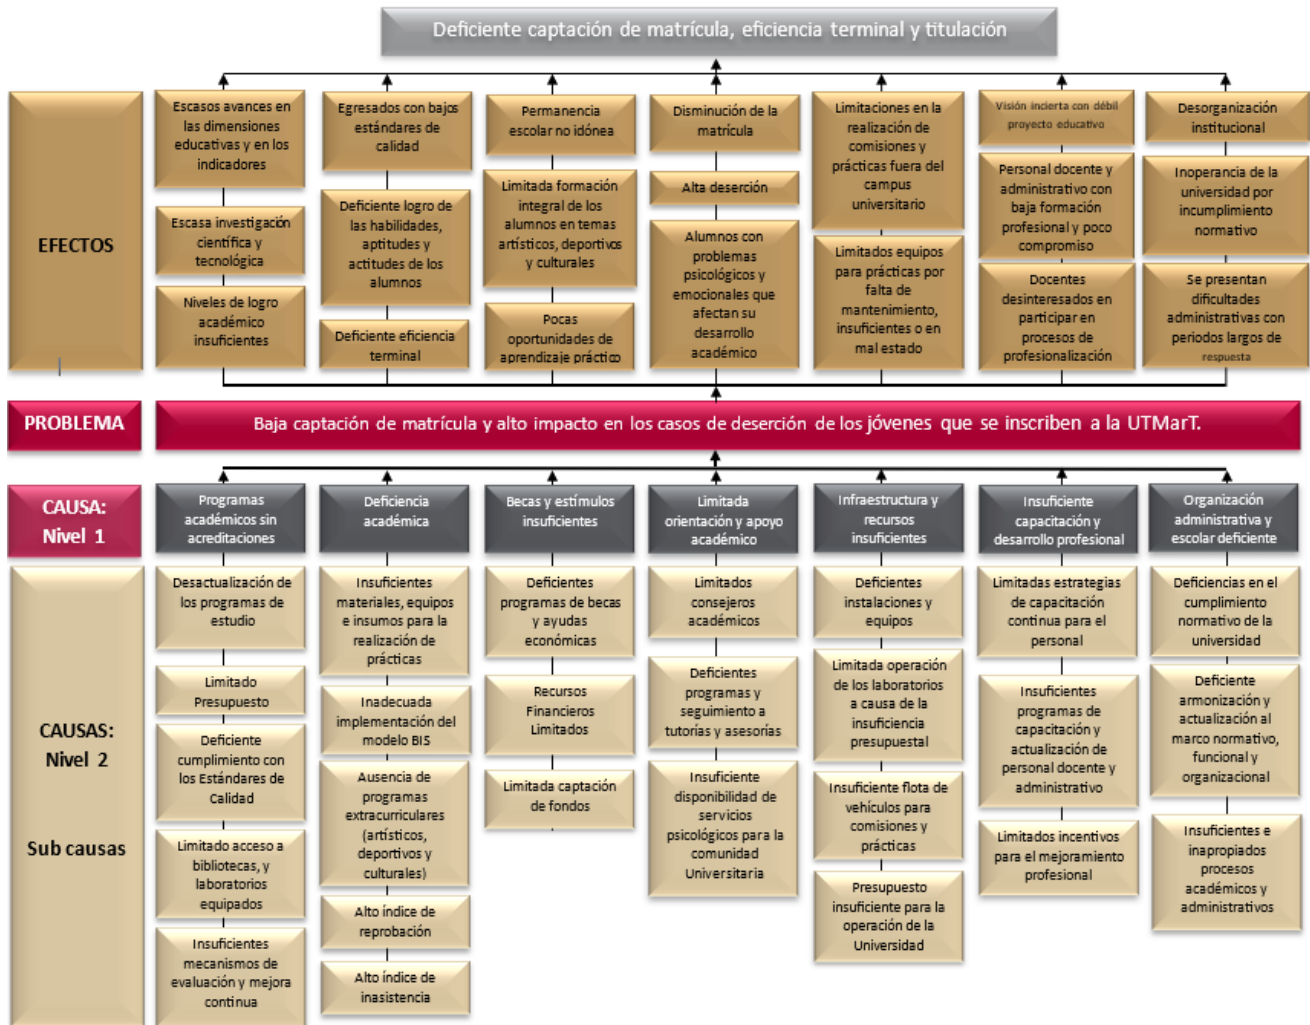 Deficiente captación de matrícula, eficiencia terminal y titulación
EFECTOS
Escasos avances en
las dimensiones
educativas y en los
indicadores
Escasa investigación
científica y
tecnológica
Niveles de logro
académico
insuficientes
Egresados con bajos
estándares de
calidad
Deficiente logro de
las habilidades,
aptitudes y
actitudes de los
alumnos
Deficiente eficiencia
terminal
Permanencia
escolar no idónea
Limitada formación
integral de los
alumnos en temas
artísticos, deportivos
y culturales
Pocas
oportunidades de
aprendizaje práctico
Disminución de la
matrícula
Alta deserción
Alumnos con
problemas
psicológicos y
emocionales que
afectan su
desarrollo
académico
Limitaciones en la
realización de
comisiones y
prácticas fuera del
campus
universitario
Limitados equipos
para prácticas por
falta de
mantenimiento,
insuficientes o en
mal estado
Visión incierta con débil
proyecto educativo
Personal docente y
administrativo con
baja formación
profesional y poco
compromiso
Docentes
desinteresados en
participar en
procesos de
profesionalización
Desorganización
institucional
Inoperancia de la
universidad por
incumplimiento
normativo
Se presentan
dificultades
administrativas con
periodos largos de
respuesta
PROBLEMA
Baja captación de matrícula y alto impacto en los casos de deserción de los jóvenes que se inscriben a la UTMarT.
CAUSA:
Nivel 1
Programas
académicos sin
acreditaciones
Deficiencia
académica
Becas y estímulos
insuficientes
Limitada
orientación y apoyo
académico
Infraestructura y
recursos
insuficientes
Insuficiente
capacitación y
desarrollo profesional
Organización
administrativa y
escolar deficiente
CAUSAS:
Nivel 2
Sub causas
Desactualización de
los programas de
estudio
Limitado
Presupuesto
Deficiente
cumplimiento con
los Estándares de
Calidad
Limitado acceso a
bibliotecas, y
laboratorios
equipados
Insuficientes
mecanismos de
evaluación y mejora
continua
Insuficientes
materiales, equipos
e insumos para la
realización de
prácticas
Inadecuada
implementación del
modelo BIS
Ausencia de
programas
extracurriculares
(artísticos,
deportivos y
culturales)
Alto índice de
reprobación
Alto índice de
inasistencia
Deficientes
programas de becas
y ayudas
económicas
Recursos
Financieros
Limitados
Limitada captación
de fondos
Limitados
consejeros
académicos
Deficientes
programas y
seguimiento a
tutorías y asesorías
Insuficiente
disponibilidad de
servicios
psicológicos para la
comunidad
Universitaria
Deficientes
instalaciones y
equipos
Limitada operación
de los laboratorios
a causa de la
insuficiencia
presupuestal
Insuficiente flota de
vehículos para
comisiones y
prácticas
Presupuesto
insuficiente para la
operación de la
Universidad
Limitadas estrategias
de capacitación
continua para el
personal
Insuficientes
programas de
capacitación y
actualización de
personal docente y
administrativo
Limitados incentivos
para el mejoramiento
profesional
Deficiencias en el
cumplimiento
normativo de la
universidad
Deficiente
armonización y
actualización al
marco normativo,
funcional y
organizacional
Insuficientes e
inapropiados
procesos
académicos y
administrativos